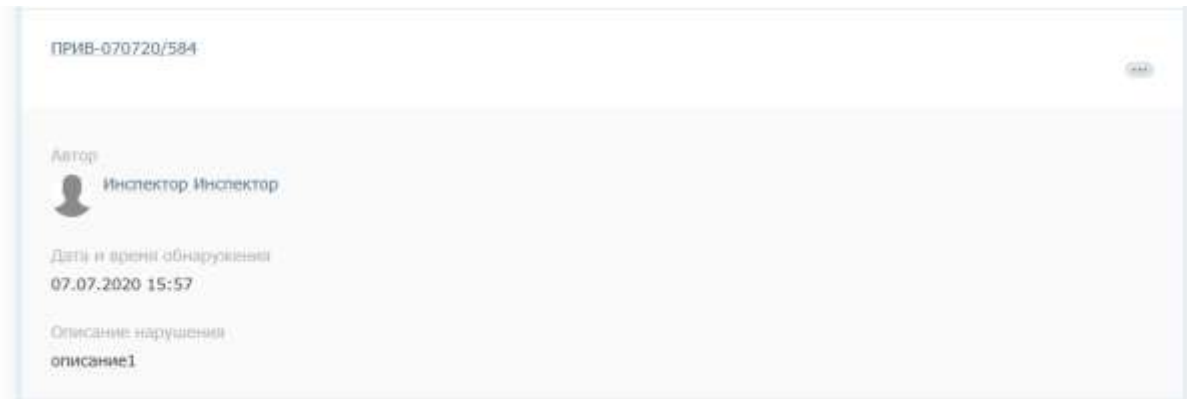 ПРИВ-070720/584
Автор
Инспектор Инспектор
Дата и время обнаружения
07.07.2020 15:57
Описание нарушения
описание1